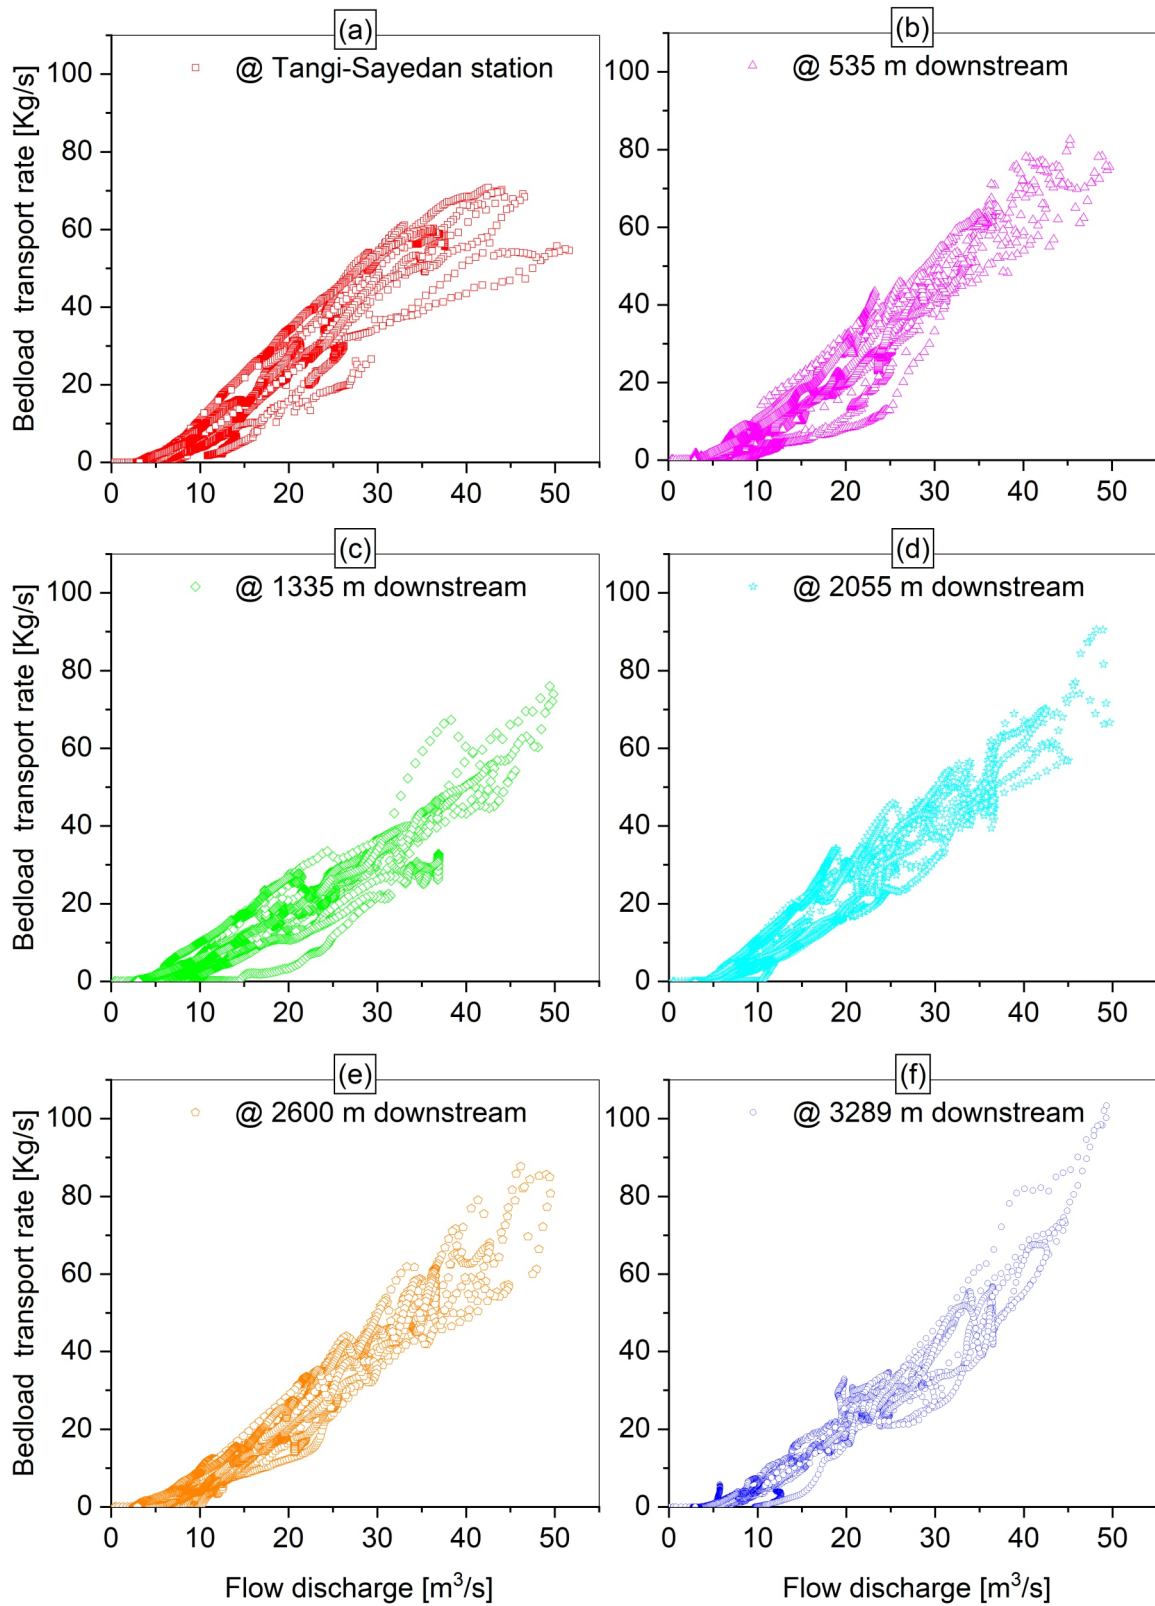 (a)
@ Tangi-Sayedan station
Bedload transport rate [Kg/s]
100
80
60
40
20
0
0 10 20 30 40 50
(b)
@ 535 m downstream
100
80
60
40
20
0
0 10 20 30 40 50
(c)
@ 1335 m downstream
Bedload transport rate [Kg/s]
100
80
60
40
20
0
0 10 20 30 40 50
(d)
@ 2055 m downstream
100
80
60
40
20
0
0 10 20 30 40 50
(e)
@ 2600 m downstream
Bedload transport rate [Kg/s]
100
80
60
40
20
0
0 10 20 30 40 50
Flow discharge [m³/s]
(f)
@ 3289 m downstream
100
80
60
40
20
0
0 10 20 30 40 50
Flow discharge [m³/s]